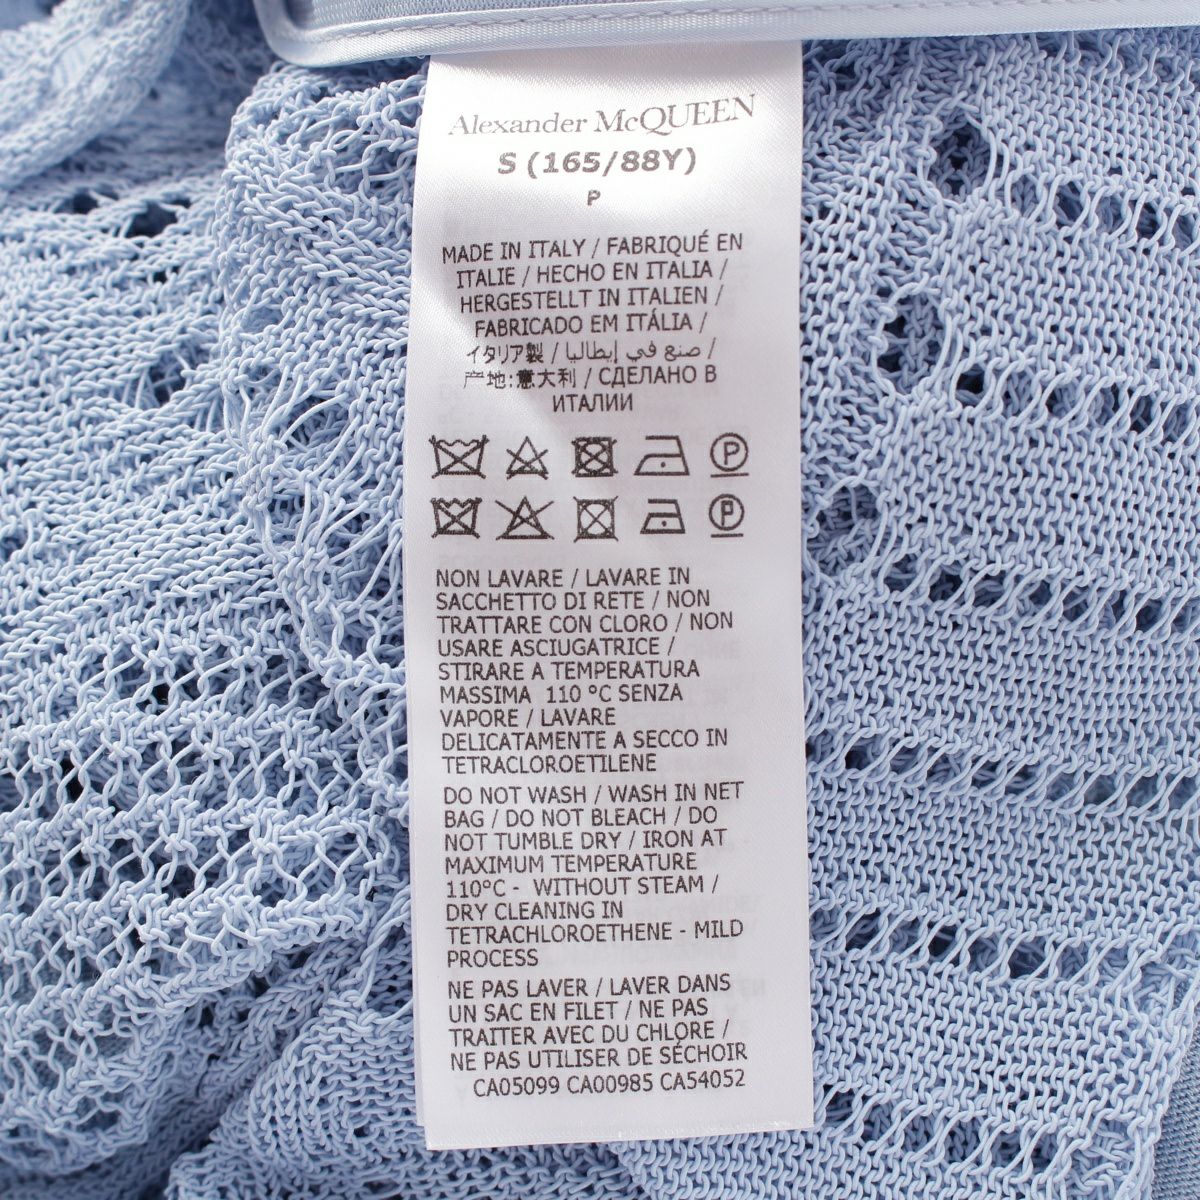 Alexander McQUEEN
S (165/88Y)
P
MADE IN ITALY / FABRIQUÉ EN
ITALIE / HECHO EN ITALIA /
HERGESTELLT IN ITALIEN /
FABRICADO EM ITÁLIA /
イタリア製 / صنع في إيطاليا /
产地:意大利 / СДЕЛАНО В
ИТАЛИИ
P
P
NON LAVARE / LAVARE IN
SACCHETTO DI RETE / NON
TRATTARE CON CLORO / NON
USARE ASCIUGATRICE /
STIRARE A TEMPERATURA
MASSIMA 110 °C SENZA
VAPORE / LAVARE
DELICATAMENTE A SECCO IN
TETRACLOROETILENE
DO NOT WASH / WASH IN NET
BAG / DO NOT BLEACH / DO
NOT TUMBLE DRY / IRON AT
MAXIMUM TEMPERATURE
110°C - WITHOUT STEAM /
DRY CLEANING IN
TETRACHLOROETHENE - MILD
PROCESS
NE PAS LAVER / LAVER DANS
UN SAC EN FILET / NE PAS
TRAITER AVEC DU CHLORE /
NE PAS UTILISER DE SÉCHOIR
CA05099 CA00985 CA54052